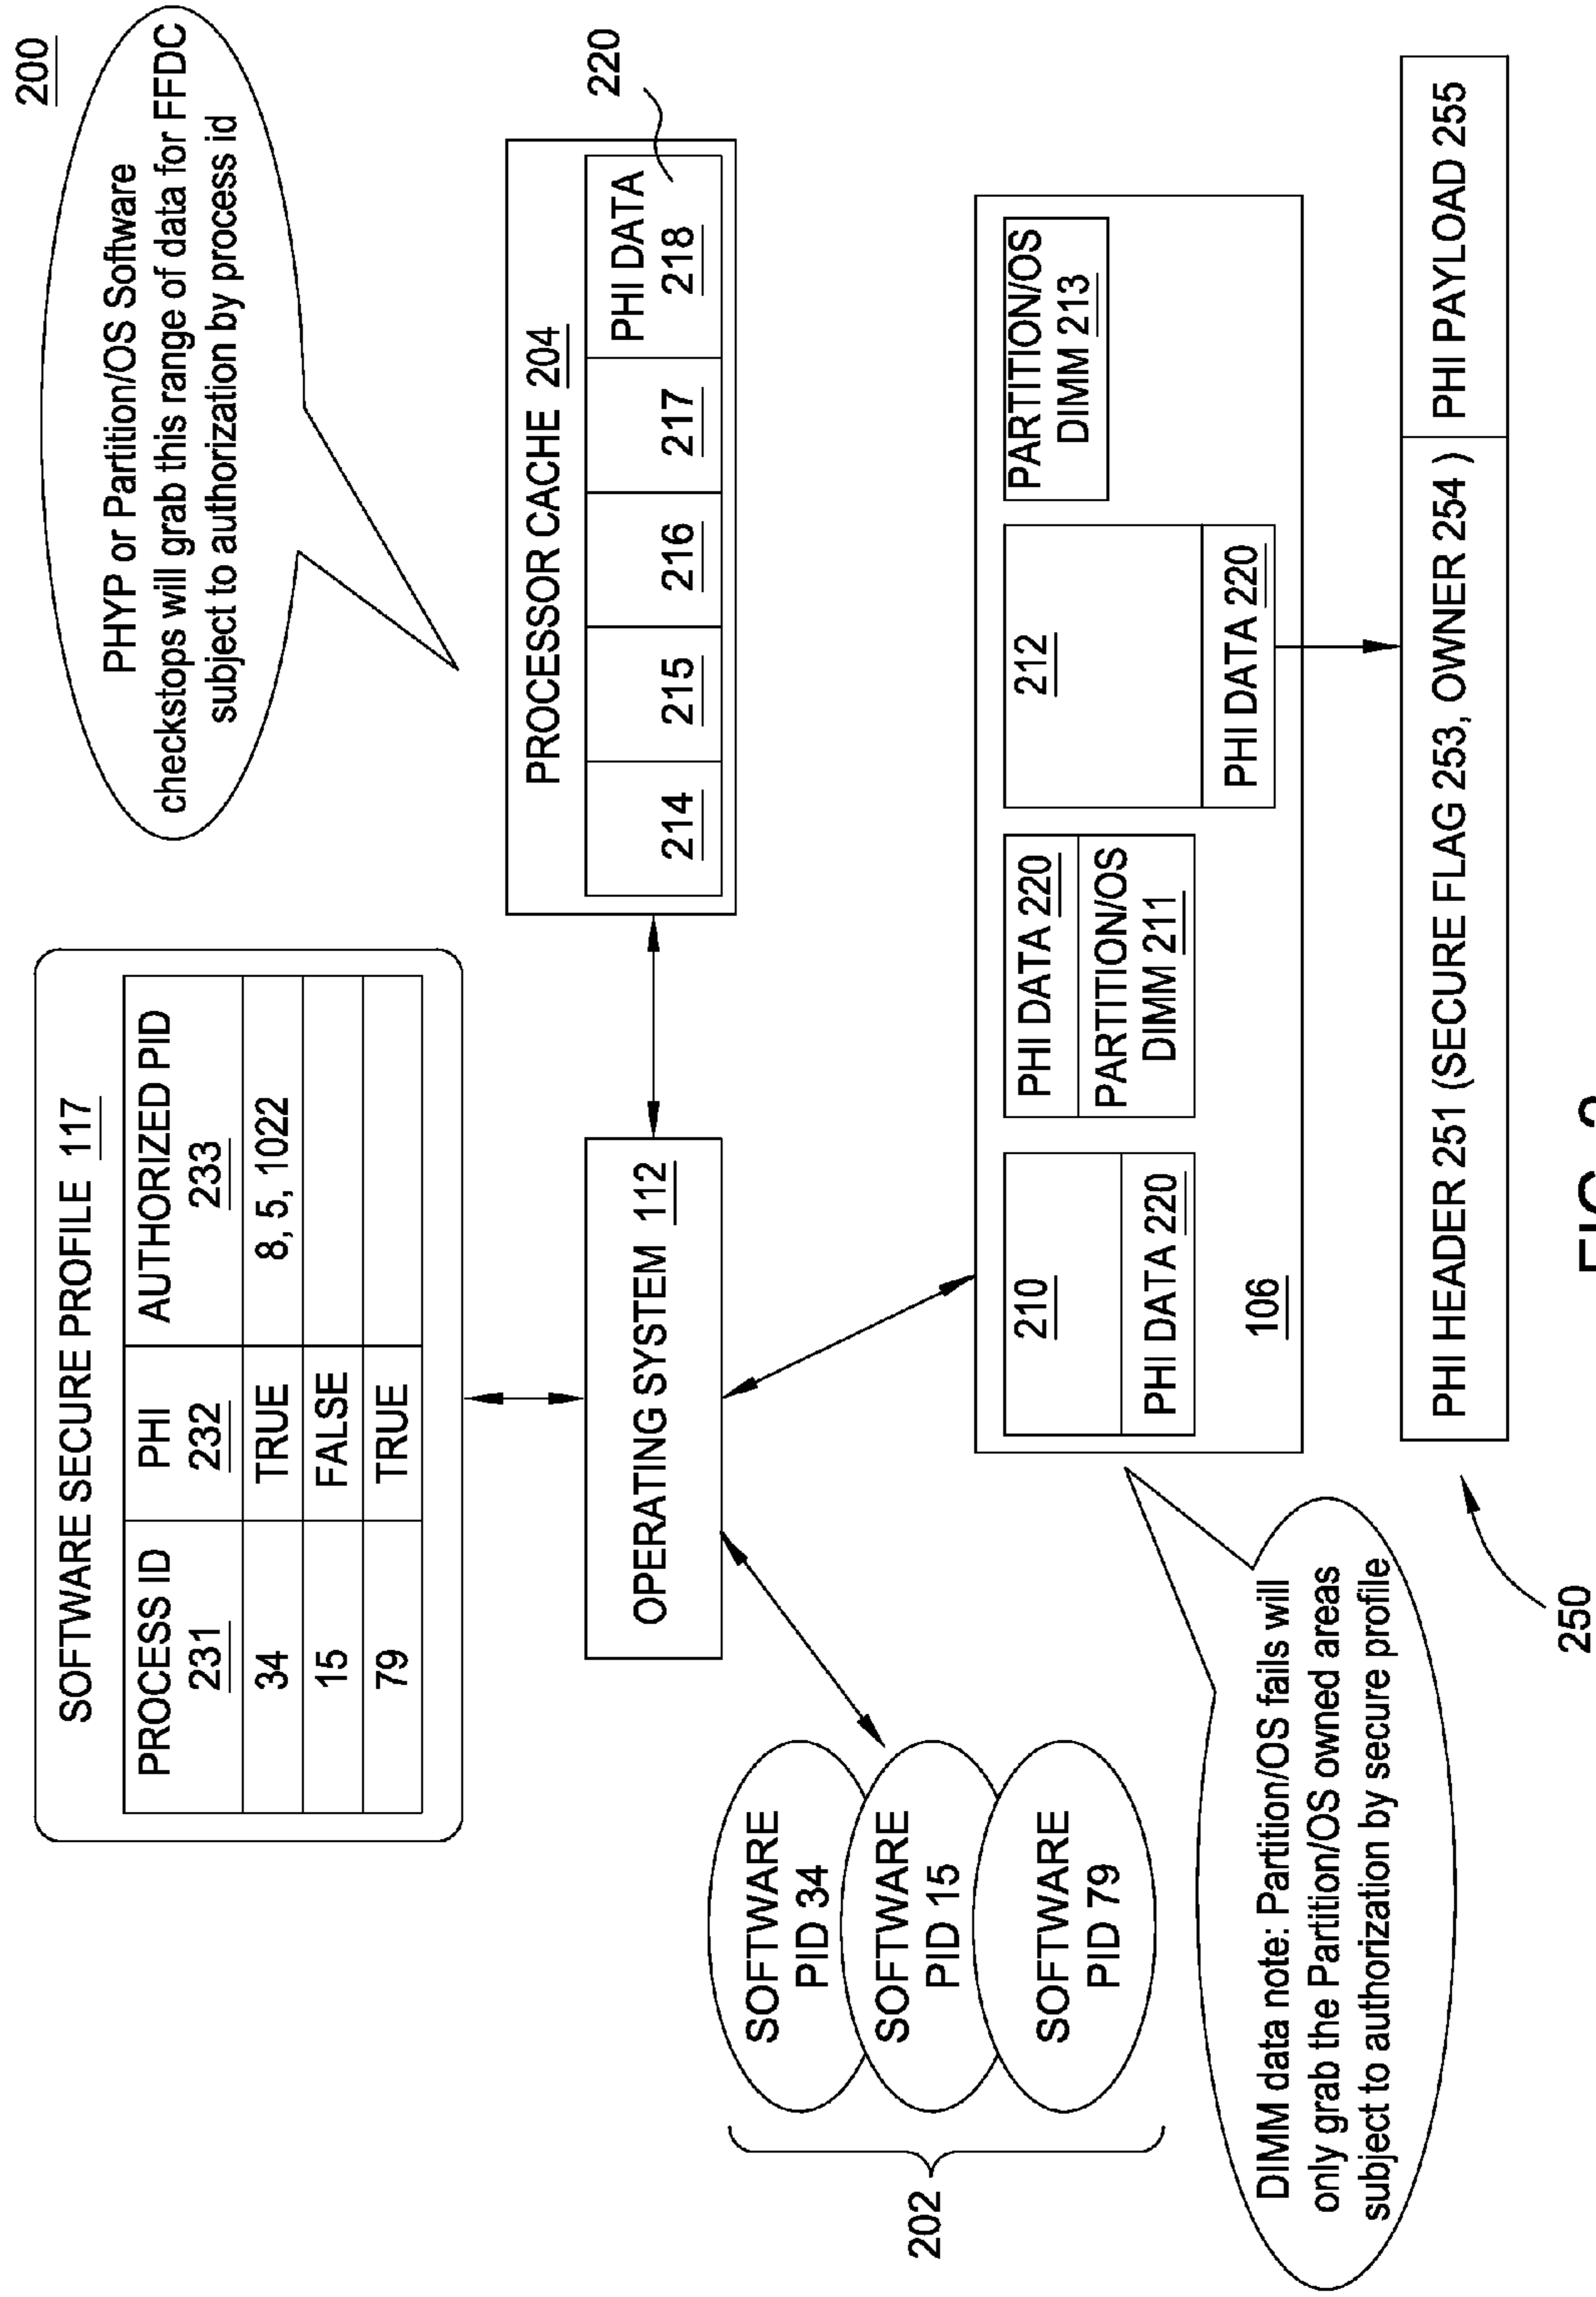 200
PHYP or Partition/OS Software
checkstops will grab this range of data for FFDC
subject to authorization by process id
SOFTWARE SECURE PROFILE 117
PROCESS ID
231
PHI
232
AUTHORIZED PID
233
34
TRUE
8, 5, 1022
15
FALSE
79
TRUE
PROCESSOR CACHE 204
214
215
216
217
PHI DATA
218
220
OPERATING SYSTEM 112
SOFTWARE
PID 34
SOFTWARE
PID 15
SOFTWARE
PID 79
202
210
PHI DATA 220
PHI DATA 220
PARTITION/OS
DIMM 211
212
PHI DATA 220
PARTITION/OS
DIMM 213
106
DIMM data note: Partition/OS fails will
only grab the Partition/OS owned areas
subject to authorization by secure profile
PHI HEADER 251 (SECURE FLAG 253, OWNER 254 )
PHI PAYLOAD 255
250